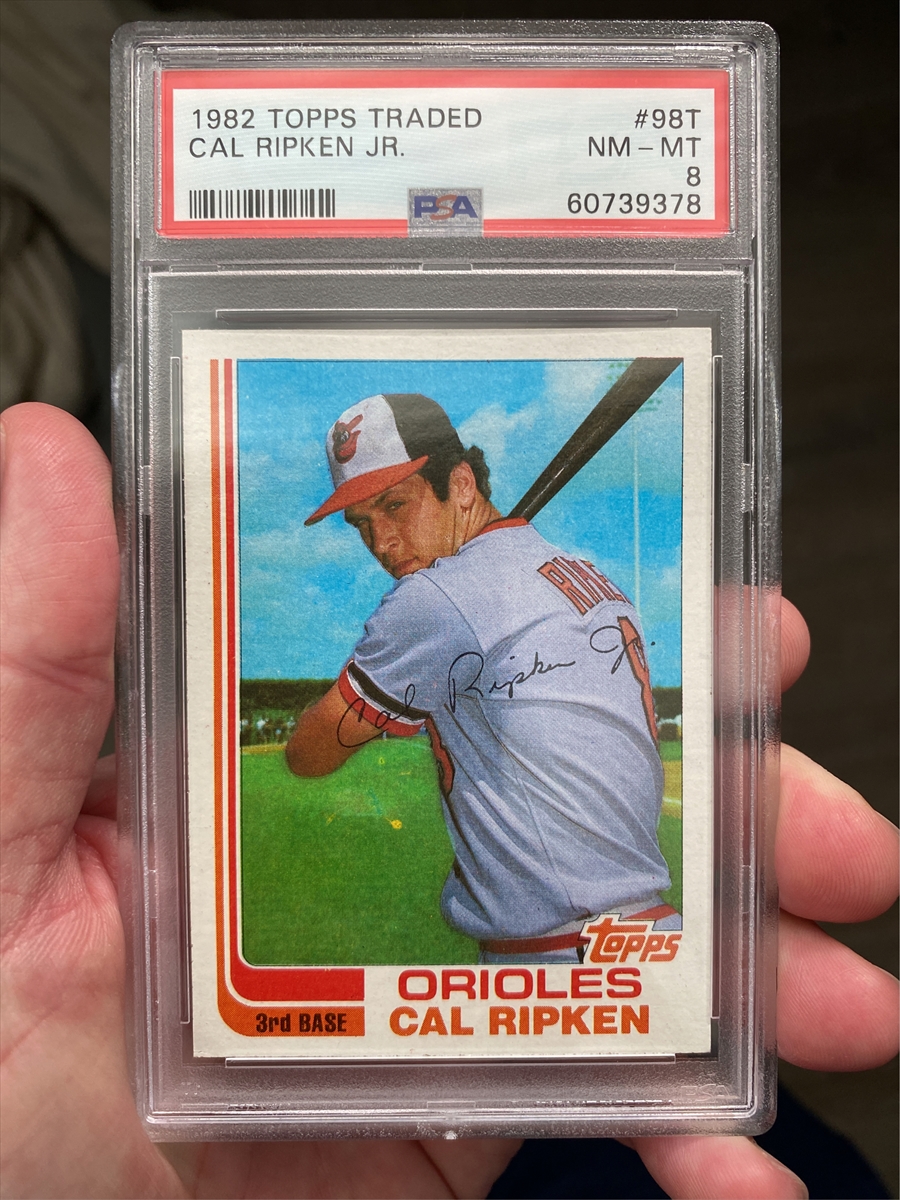 1982 TOPPS TRADED #98T
CAL RIPKEN JR. NM - MT
8
PSA 60739378
Cal Ripken Jr.
TOPPS
ORIOLES
3rd BASE CAL RIPKEN